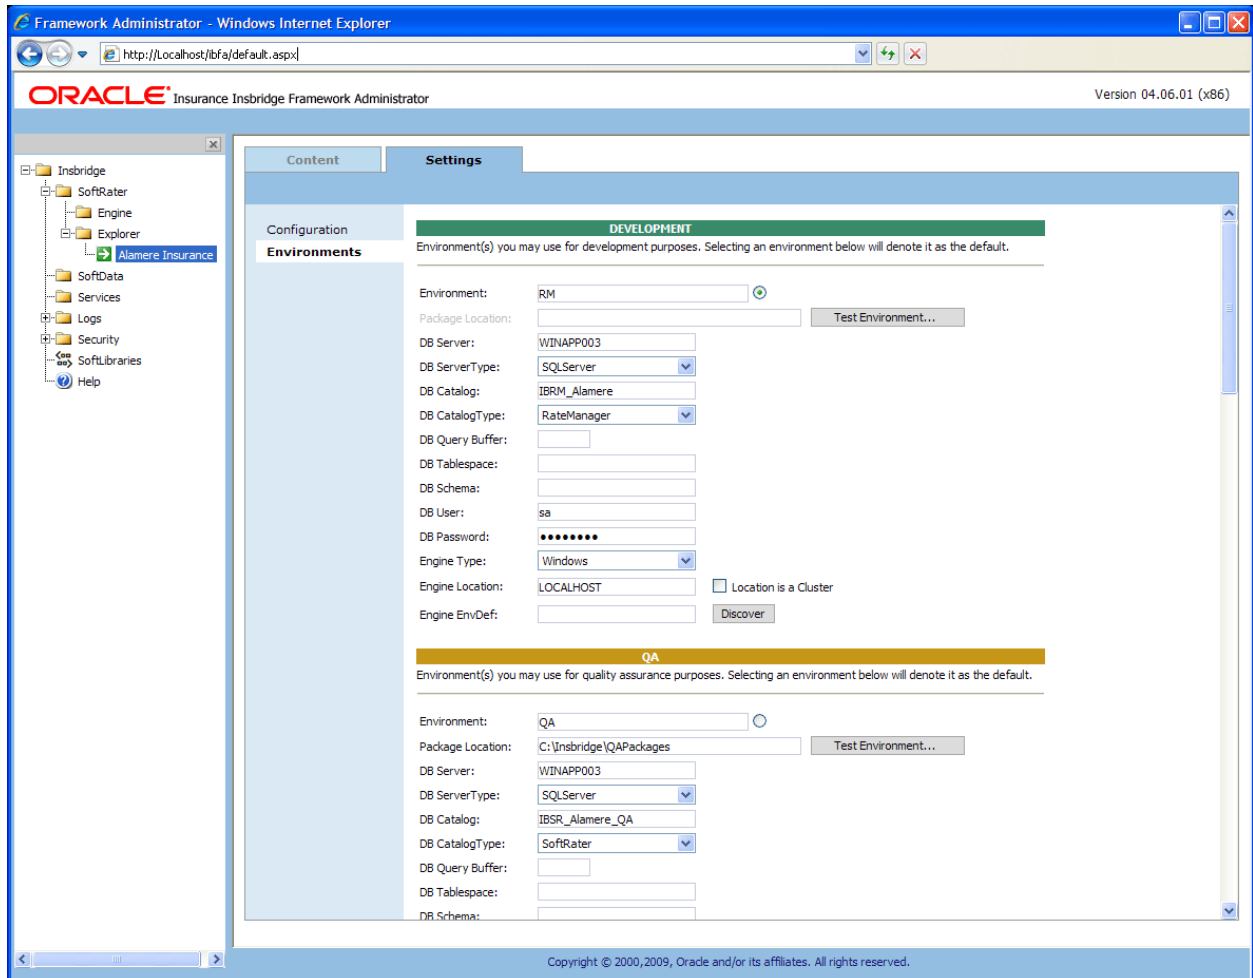 Framework Administrator - Windows Internet Explorer
http://Localhost/ibfa/default.aspx
ORACLE Insurance Insbridge Framework Administrator
Version 04.06.01 (x86)
Insbridge
SoftRater
Engine
Explorer
Alamere Insurance
SoftData
Services
Logs
Security
SoftLibraries
Help
Content Settings
Configuration
Environments
DEVELOPMENT
Environment(s) you may use for development purposes. Selecting an environment below will denote it as the default.
Environment: RM
Package Location: Test Environment...
DB Server: WINAPP003
DB ServerType: SQLServer
DB Catalog: IBRM_Alamere
DB CatalogType: RateManager
DB Query Buffer:
DB Tablespace:
DB Schema:
DB User: sa
DB Password: ••••••••
Engine Type: Windows
Engine Location: LOCALHOST Location is a Cluster
Engine EnvDef: Discover
QA
Environment(s) you may use for quality assurance purposes. Selecting an environment below will denote it as the default.
Environment: QA
Package Location: C:\Insbridge\QAPackages Test Environment...
DB Server: WINAPP003
DB ServerType: SQLServer
DB Catalog: IBSR_Alamere_QA
DB CatalogType: SoftRater
DB Query Buffer:
DB Tablespace:
DB Schema:
Copyright © 2000,2009, Oracle and/or its affiliates. All rights reserved.